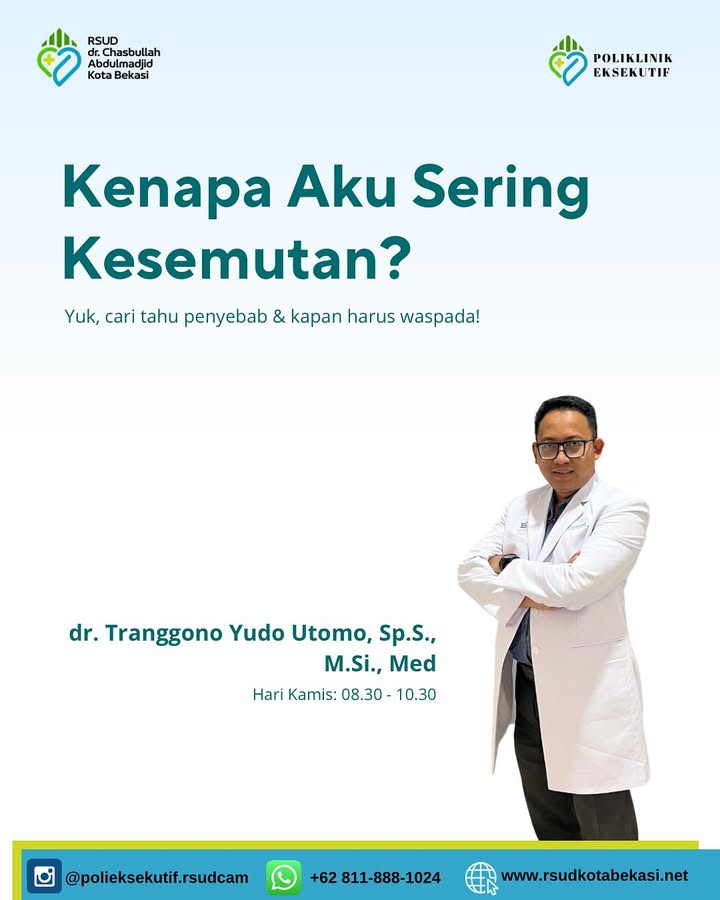 RSUD
dr. Chasbullah
Abdulmadjid
Kota Bekasi
POLIKLINIK
EKSEKUTIF
Kenapa Aku Sering
Kesemutan?
Yuk, cari tahu penyebab & kapan harus waspada!
dr. Tranggono Yudo Utomo, Sp.S.,
M.Si., Med
Hari Kamis: 08.30 - 10.30
@polieksekutif.rsudcam
+62 811-888-1024
www.rsudkotabekasi.net